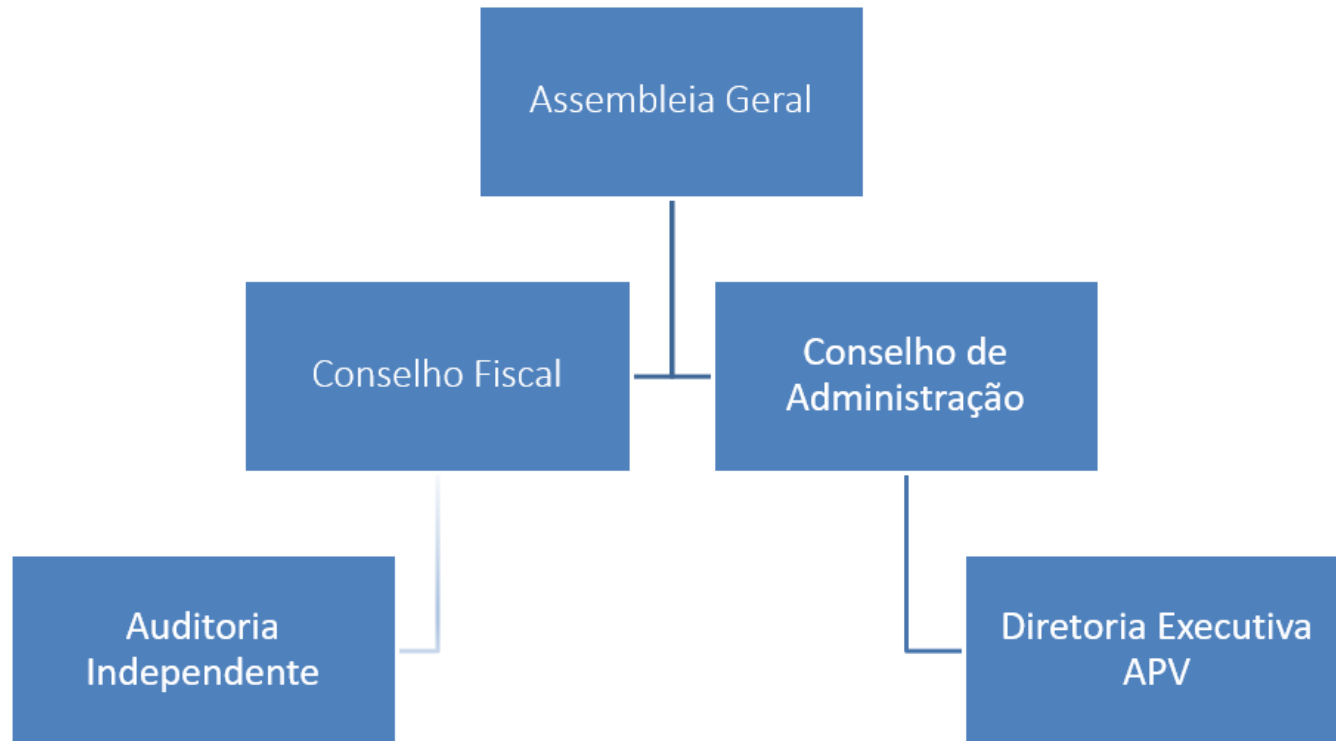 Assembleia Geral
Conselho Fiscal
Conselho de
Administração
Auditoria
Independente
Diretoria Executiva
APV